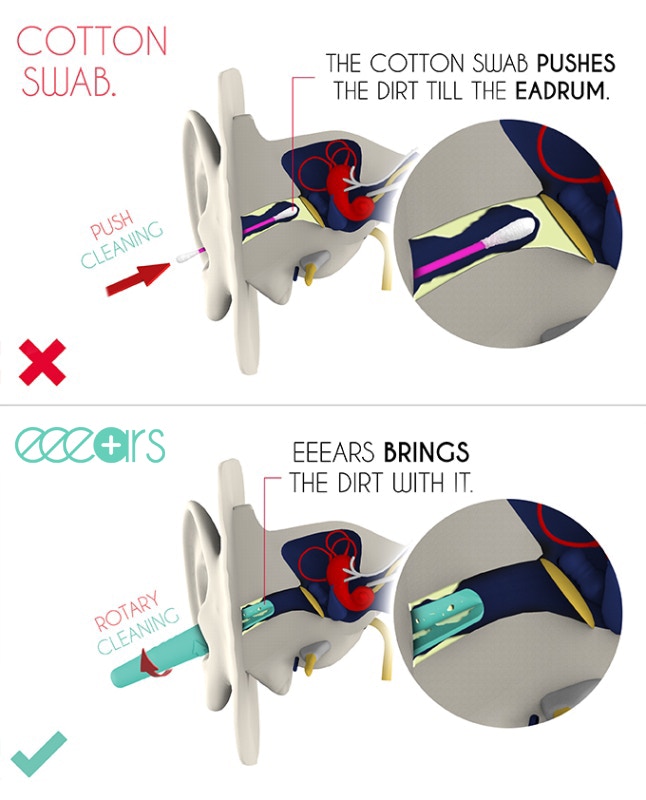 COTTON
SWAB.
THE COTTON SWAB PUSHES
THE DIRT TILL THE EADRUM.
PUSH
CLEANING
eeears
EEEARS BRINGS
THE DIRT WITH IT.
ROTARY
CLEANING